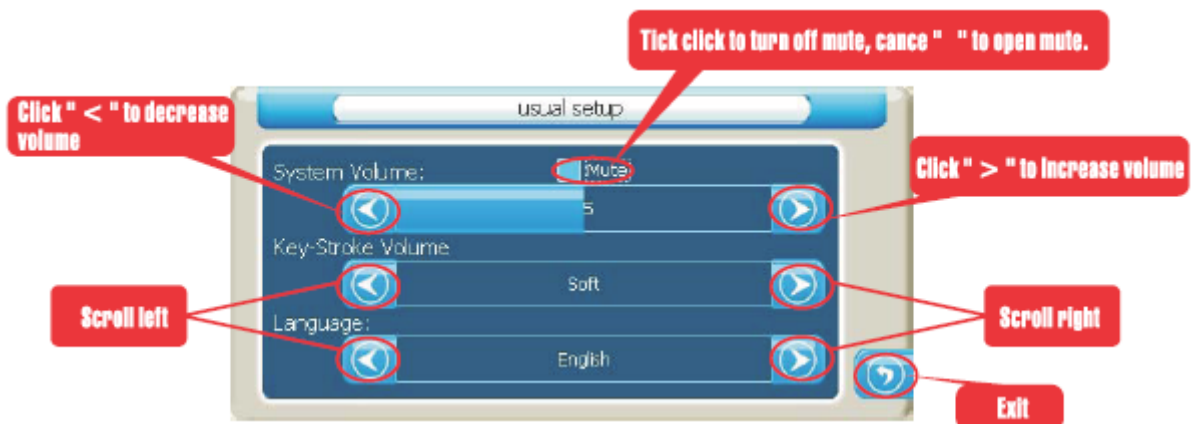 Tick click to turn off mute, cance " " to open mute.
Click " < " to decrease
volume
usual setup
System Volume:
Mute
Click " > " to increase volume
5
Key-Stroke Volume
Soft
Scroll left
Scroll right
Language:
English
Exit